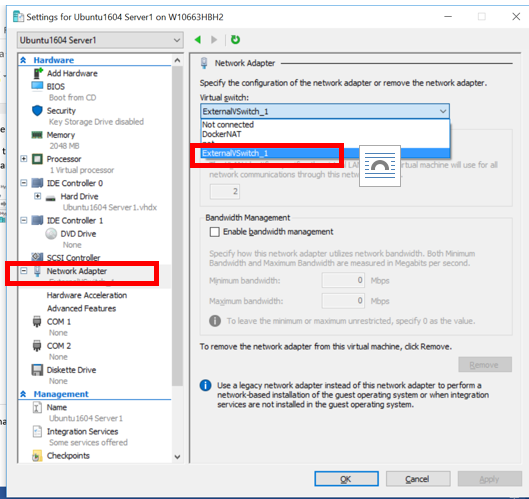 Settings for Ubuntu1604 Server1 on W10663HBH2
Ubuntu1604 Server1
Hardware
Add Hardware
BIOS
Boot from CD
Security
Key Storage Drive disabled
Memory
2048 MB
Processor
1 Virtual processor
IDE Controller 0
Hard Drive
Ubuntu1604 Server1.vhdx
IDE Controller 1
DVD Drive
None
SCSI Controller
Network Adapter
Hardware Acceleration
Advanced Features
COM 1
None
COM 2
None
Diskette Drive
None
Management
Name
Ubuntu1604 Server1
Integration Services
Some services offered
Checkpoints
Network Adapter
Specify the configuration of the network adapter or remove the network adapter.
Virtual switch:
ExternalVSwitch_1
Not connected
DockerNAT
ExternalVSwitch_1
machine will use for all
network communications through this
2
Bandwidth Management
Enable bandwidth management
Specify how this network adapter utilizes network bandwidth. Both Minimum
Bandwidth and Maximum Bandwidth are measured in Megabits per second.
Minimum bandwidth: 0 Mbps
Maximum bandwidth: 0 Mbps
To leave the minimum or maximum unrestricted, specify 0 as the value.
To remove the network adapter from this virtual machine, click Remove.
Remove
Use a legacy network adapter instead of this network adapter to perform a
network-based installation of the guest operating system or when integration
services are not installed in the guest operating system.
OK
Cancel
Apply